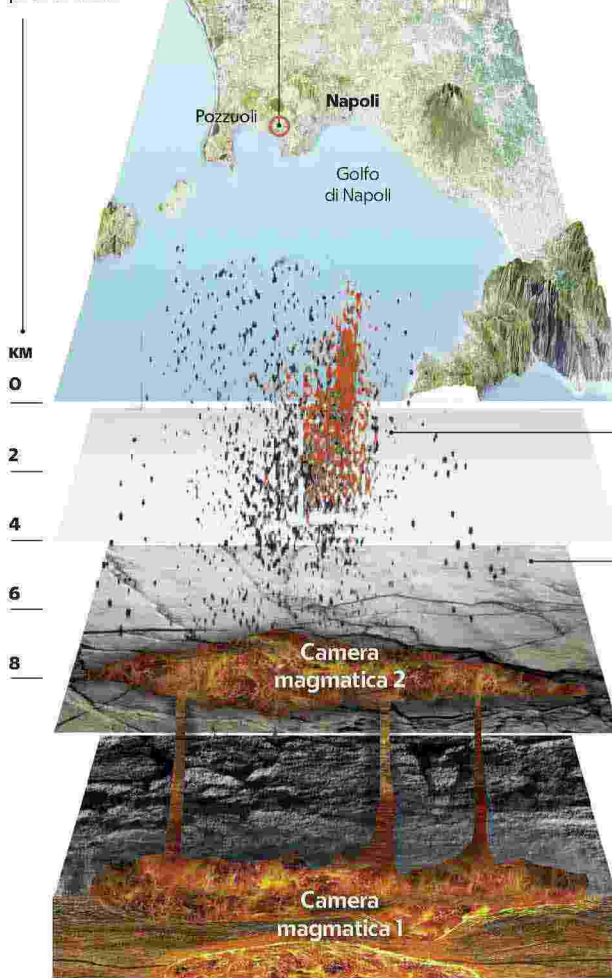 Pozzuoli
Napoli
Golfo
di Napoli
KM
0
2
4
6
8
Camera
magmatica 2
Camera
magmatica 1